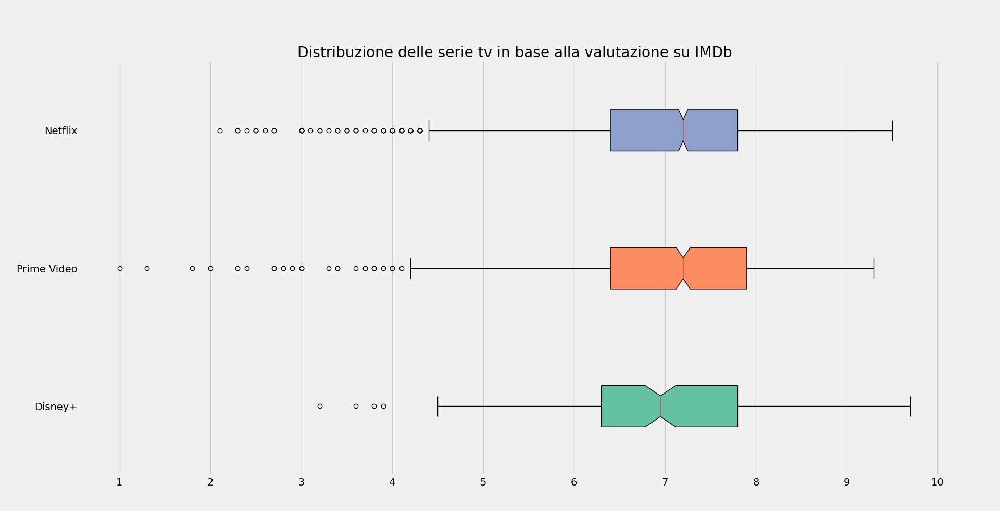 Distribuzione delle serie tv in base alla valutazione su IMDb
Netflix
Prime Video
Disney+
1 2 3 4 5 6 7 8 9 10